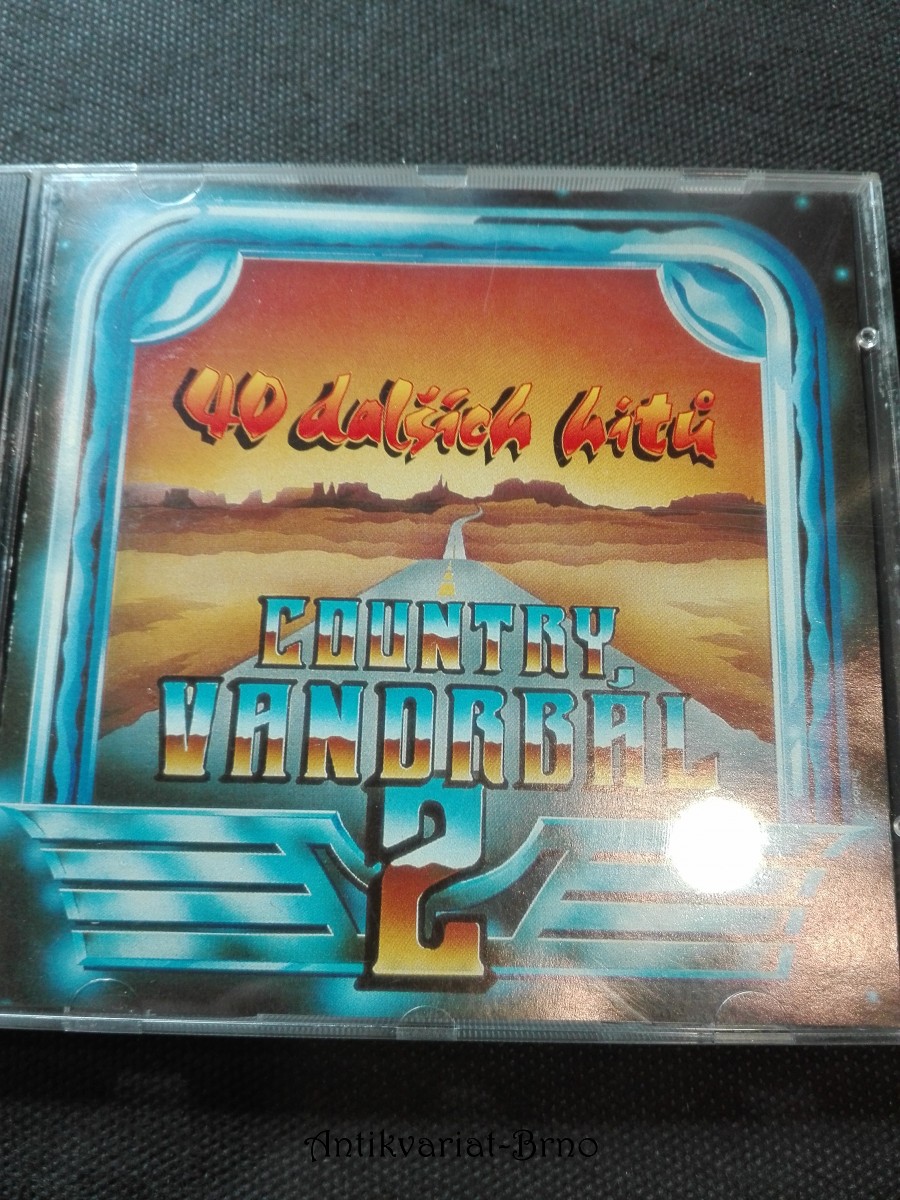 40 dalších hitů
COUNTRY
VANDRBÁL
2
Antikvariat-Brno